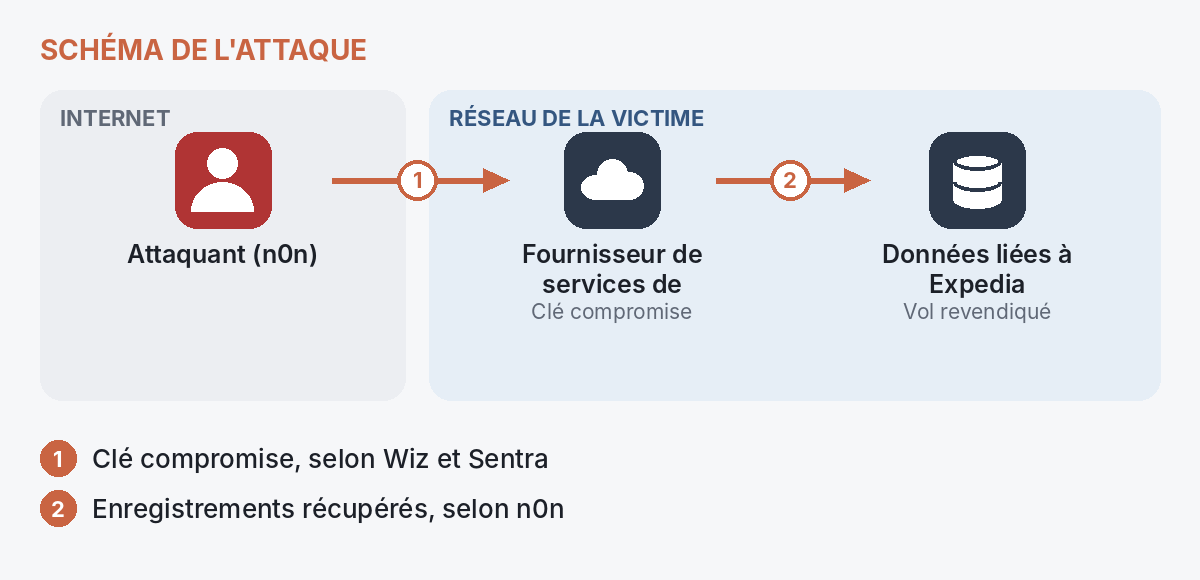 SCHÉMA DE L'ATTAQUE
INTERNET
RÉSEAU DE LA VICTIME
1
2
Attaquant (n0n)
Fournisseur de
services de
Clé compromise
Données liées à
Expedia
Vol revendiqué
1 Clé compromise, selon Wiz et Sentra
2 Enregistrements récupérés, selon n0n